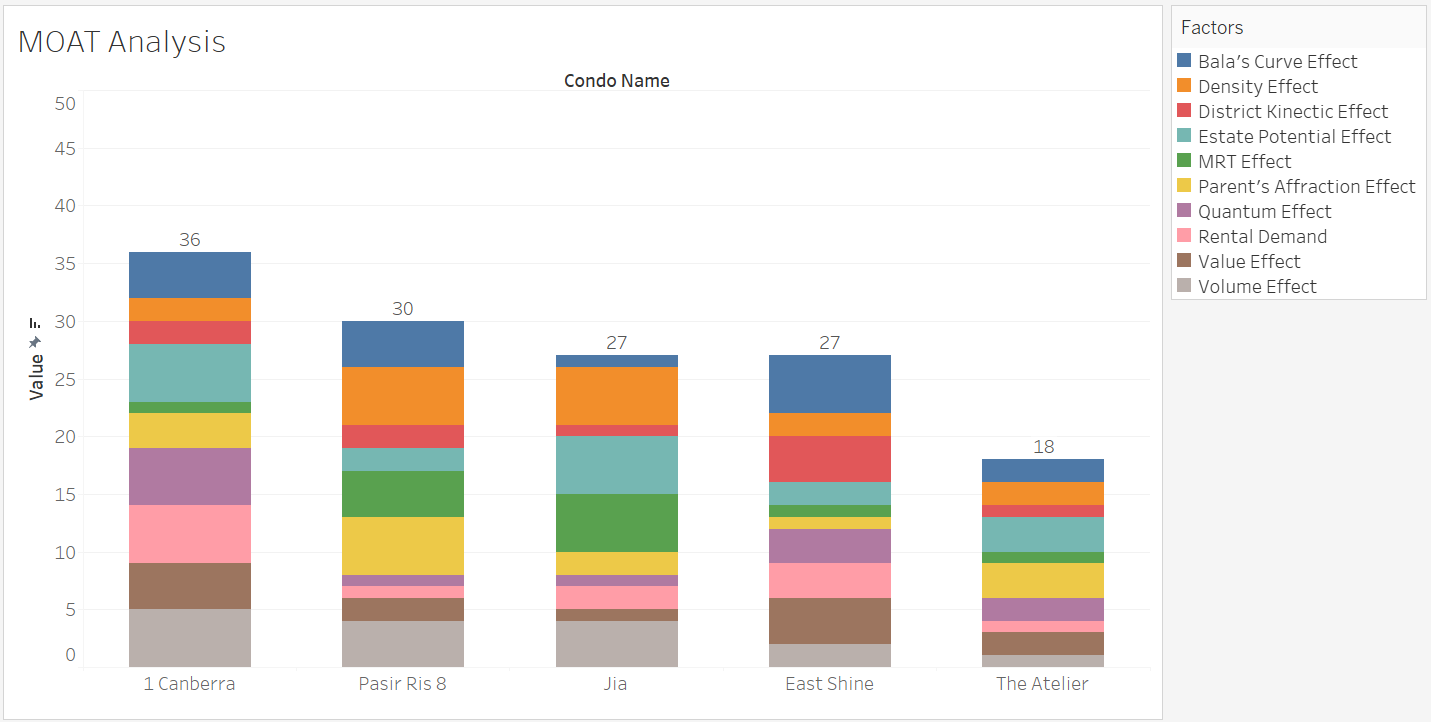 MOAT Analysis
Condo Name
Value
50
45
40
35
30
25
20
15
10
5
0
36
30
27
27
18
1 Canberra
Pasir Ris 8
Jia
East Shine
The Atelier
Factors
Bala's Curve Effect
Density Effect
District Kinectic Effect
Estate Potential Effect
MRT Effect
Parent's Affraction Effect
Quantum Effect
Rental Demand
Value Effect
Volume Effect